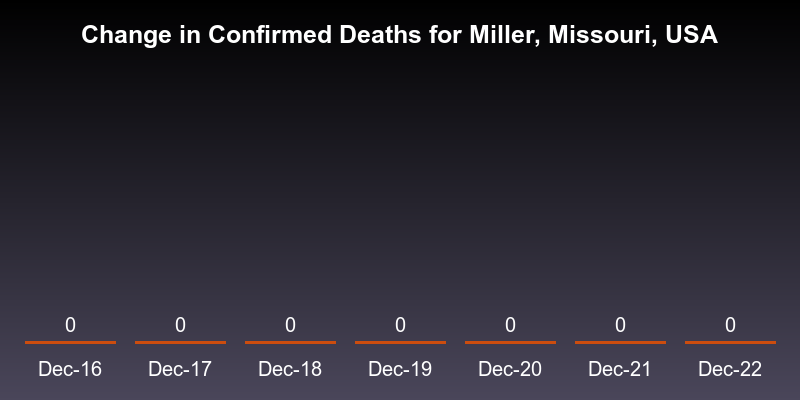 Change in Confirmed Deaths for Miller, Missouri, USA
0 0 0 0 0 0 0
Dec-16 Dec-17 Dec-18 Dec-19 Dec-20 Dec-21 Dec-22